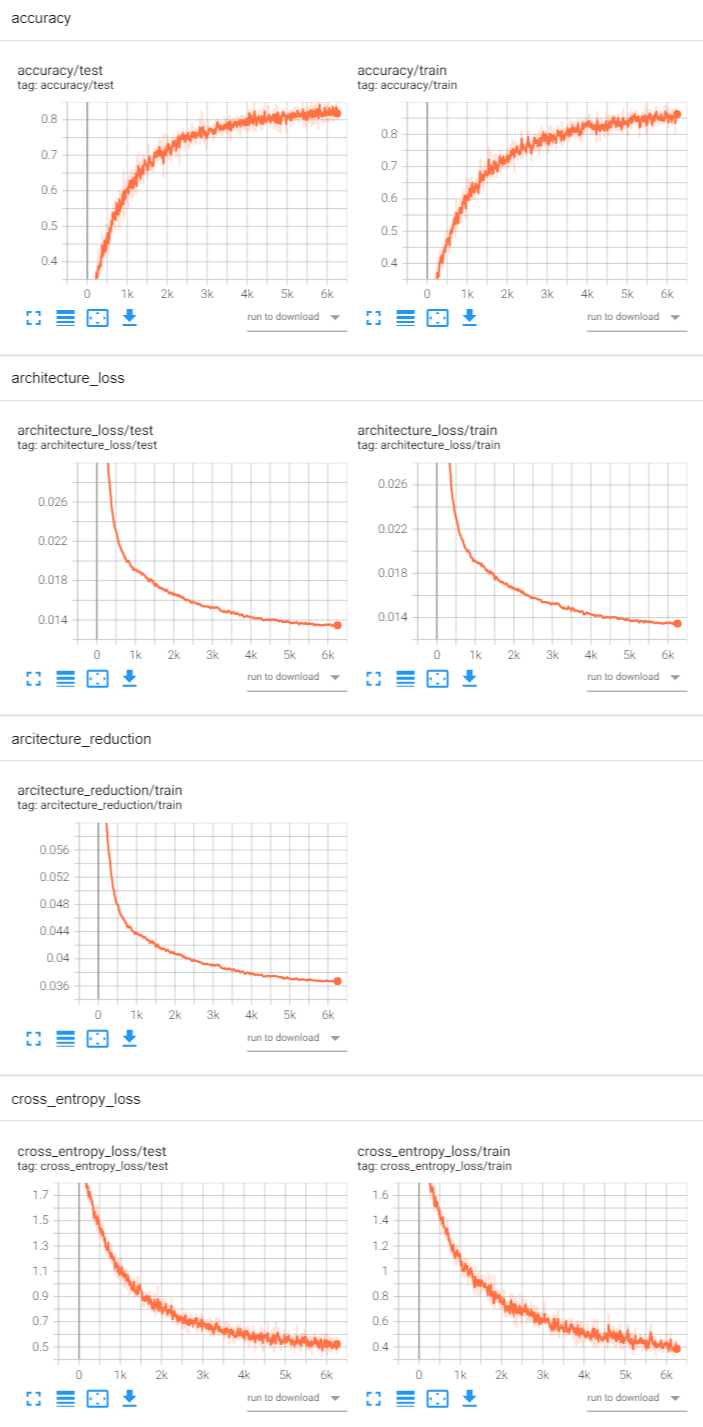 accuracy
accuracy/test
tag: accuracy/test
0.8
0.7
0.6
0.5
0.4
0 1k 2k 3k 4k 5k 6k
run to download
accuracy/train
tag: accuracy/train
0.8
0.7
0.6
0.5
0.4
0 1k 2k 3k 4k 5k 6k
run to download
architecture_loss
architecture_loss/test
tag: architecture_loss/test
0.026
0.022
0.018
0.014
0 1k 2k 3k 4k 5k 6k
run to download
architecture_loss/train
tag: architecture_loss/train
0.026
0.022
0.018
0.014
0 1k 2k 3k 4k 5k 6k
run to download
arcitecture_reduction
arcitecture_reduction/train
tag: arcitecture_reduction/train
0.056
0.052
0.048
0.044
0.04
0.036
0 1k 2k 3k 4k 5k 6k
run to download
cross_entropy_loss
cross_entropy_loss/test
tag: cross_entropy_loss/test
1.7
1.5
1.3
1.1
0.9
0.7
0.5
0 1k 2k 3k 4k 5k 6k
run to download
cross_entropy_loss/train
tag: cross_entropy_loss/train
1.6
1.4
1.2
1
0.8
0.6
0.4
0 1k 2k 3k 4k 5k 6k
run to download